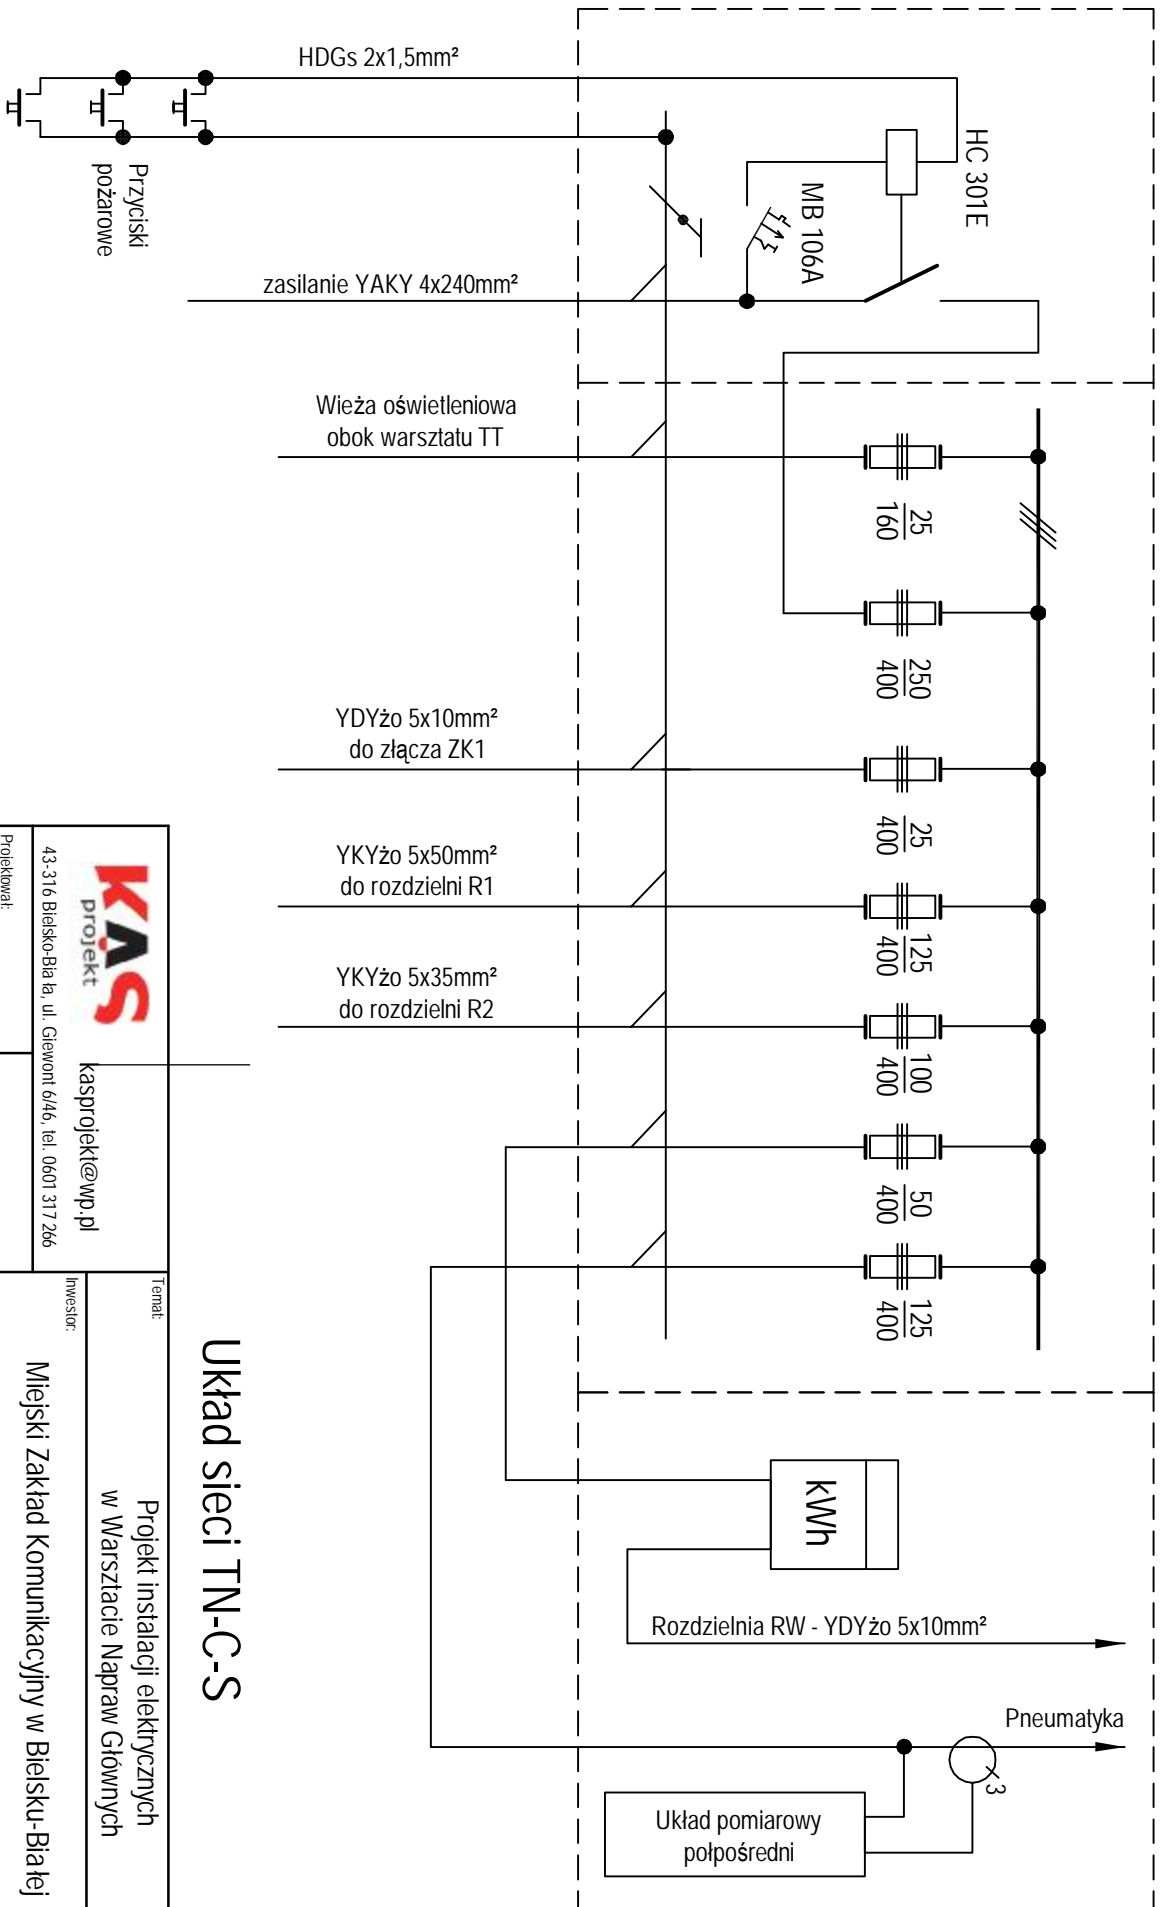 HDGs 2x1,5mm²
Przyciski
pożarowe
HC 301E
MB 106A
zasilanie YAKY 4x240mm²
Wieża oświetleniowa
obok warsztatu TT
25
160
250
400
YDYżo 5x10mm²
do złącza ZK1
25
400
YKYżo 5x50mm²
do rozdzielni R1
125
400
YKYżo 5x35mm²
do rozdzielni R2
100
400
50
400
125
400
kWh
Rozdzielnia RW - YDYżo 5x10mm²
Pneumatyka
3
Układ pomiarowy
połpośredni
Układ sieci TN-C-S
KAS
projekt
kasprojekt@wp.pl
43-316 Bielsko-Biała, ul. Giewont 6/46, tel. 0601 317 266
Projektował:
Temat:
Projekt instalacji elektrycznych
w Warsztacie Napraw Głównych
Inwestor:
Miejski Zakład Komunikacyjny w Bielsku-Białej